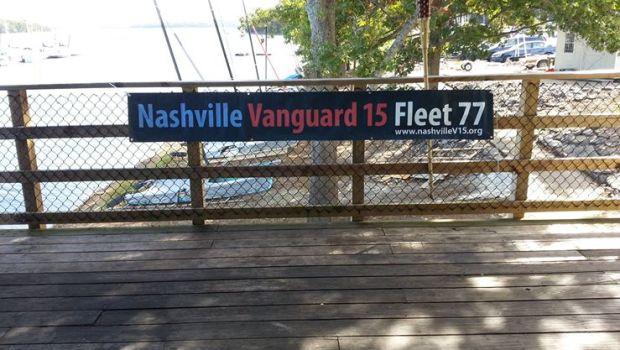 Nashville Vanguard 15 Fleet 77
www.nashvilleV15.org